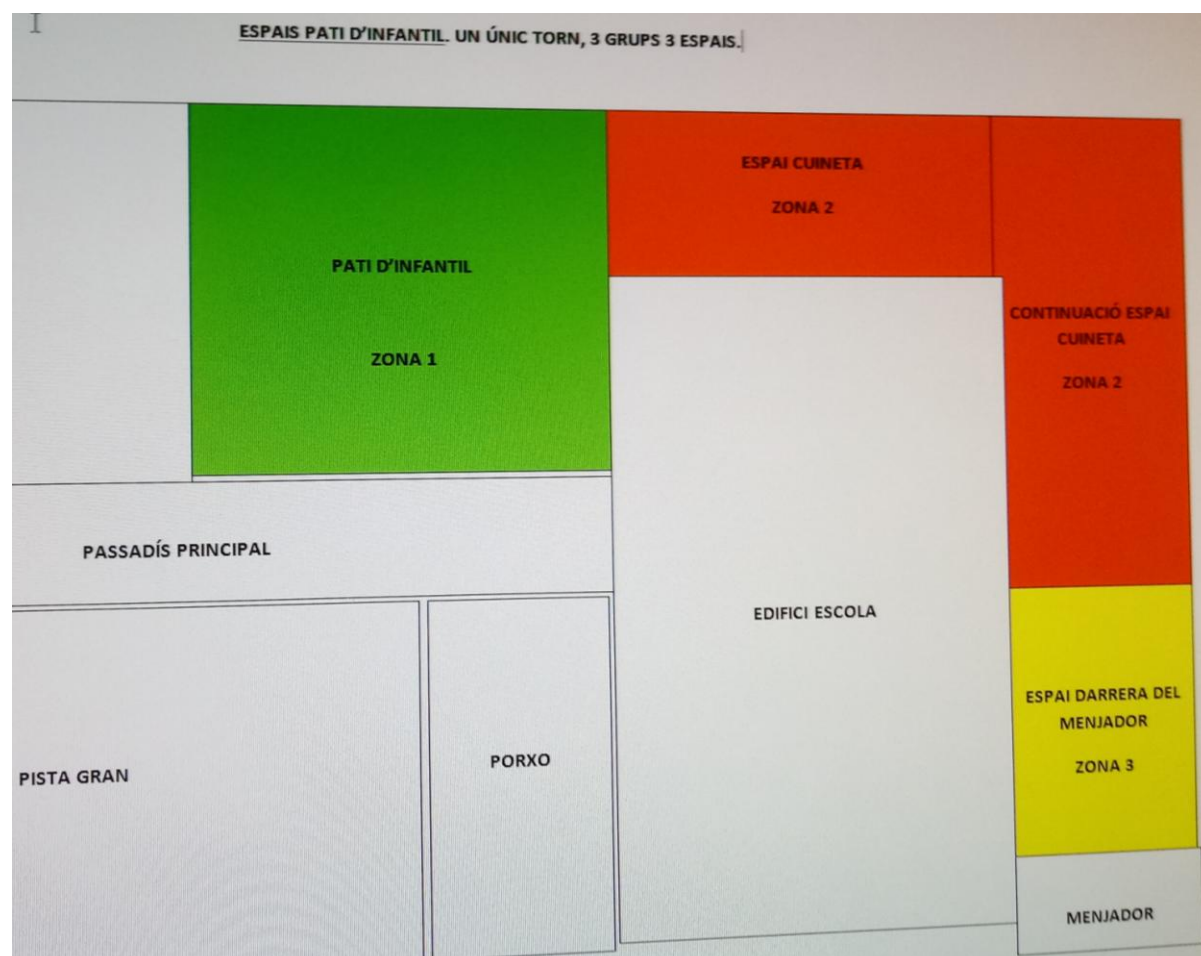 ESPAIS PATI D'INFANTIL. UN ÚNIC TORN, 3 GRUPS 3 ESPAIS.
ESPAI CUINETA
ZONA 2
PATI D'INFANTIL
ZONA 1
CONTINUACIÓ ESPAI
CUINETA
ZONA 2
PASSADÍS PRINCIPAL
EDIFICI ESCOLA
ESPAI DARRERA DEL
MENJADOR
ZONA 3
PISTA GRAN
PORXO
MENJADOR